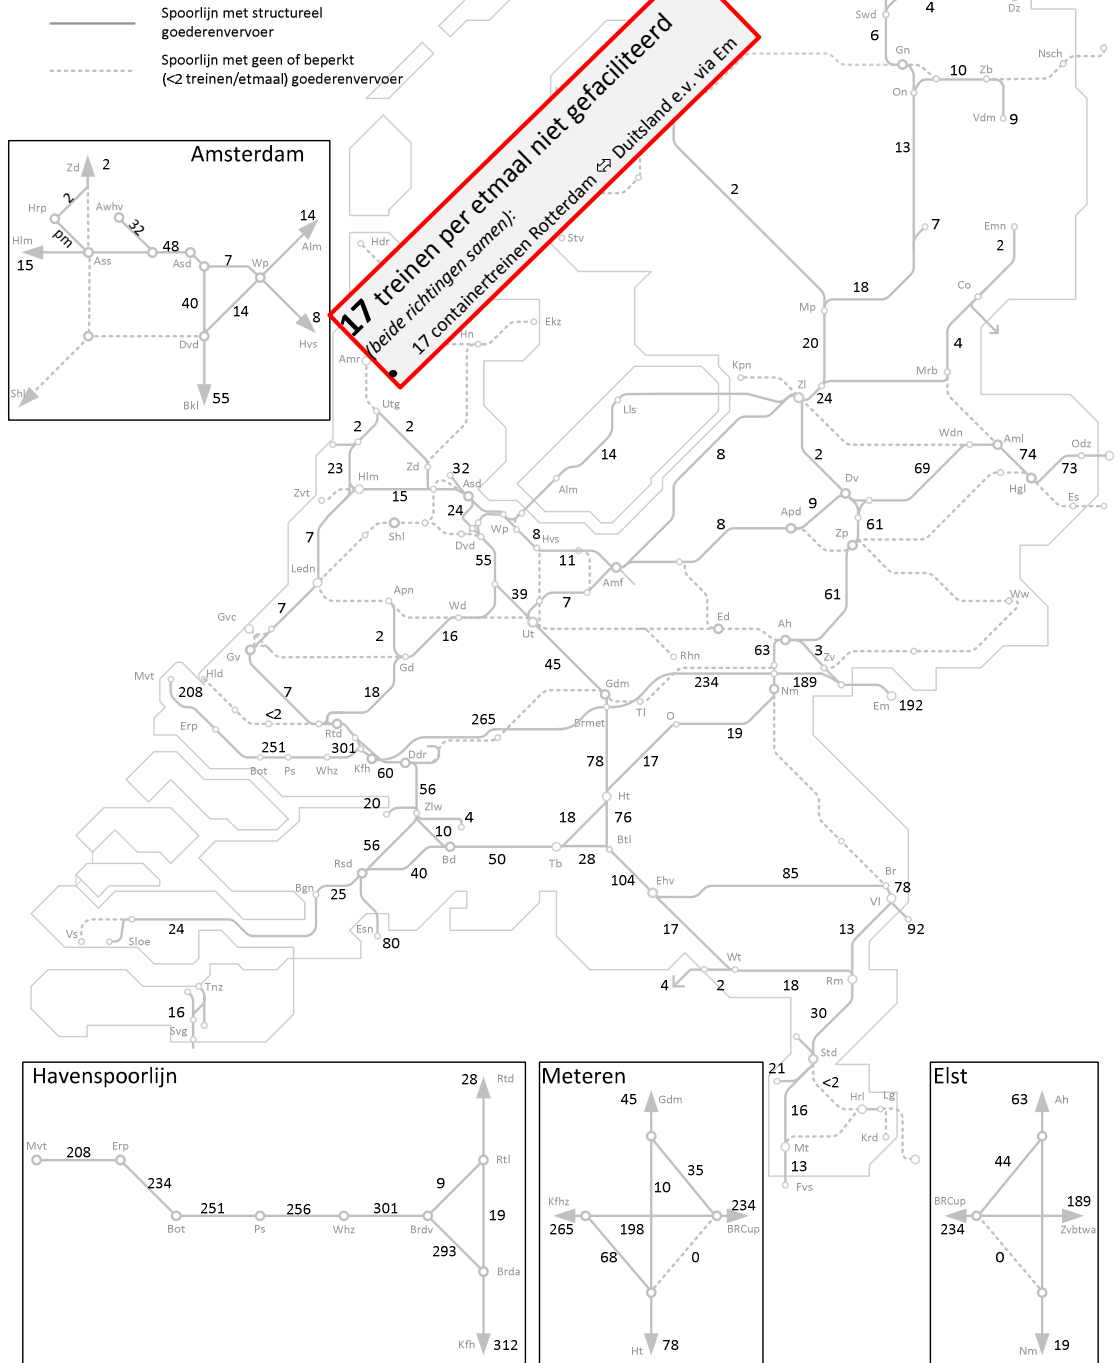 Spoorlijn met structureel
goederenvervoer
Spoorlijn met geen of beperkt
(<2 treinen/etmaal) goederenvervoer
17 treinen per etmaal niet gefaciliteerd
(beide richtingen samen):
• 17 containertreinen Rotterdam ⬄ Duitsland e.v. via Em
Swd
4
Dz
6
Gn
Nsch
10
Zb
On
Vdm
9
13
2
7
Emn
2
Stv
Hdr
18
Co
Mp
20
4
Hn
Ekz
Amr
Kpn
Zl
24
Mrb
Amsterdam
Zd
2
Hrp
2
Awhv
32
14
Alm
Hlm
pm
48
15
Ass
Asd
7
Wp
40
14
8
Hvs
Dvd
Shl
Bkl
55
Utg
Lls
2
2
8
2
Wdn
Aml
Odz
23
Zd
32
14
74
73
Hlm
15
Asd
Alm
Dv
69
Hgl
Es
Zvt
24
9
Apd
61
7
Shl
Wp
8
Hvs
8
Zp
Dvd
55
11
Ledn
Amf
Apn
39
7
61
Ww
7
Wd
Gvc
2
16
Ut
Ed
Ah
Gv
Gd
45
Rhn
63
3
Zv
Mvt
208
Hld
7
18
Gdm
234
189
Nm
Em
192
<2
Tl
Erp
265
Brmet
O
19
Rtd
251
301
Ddr
Bot
Ps
Whz
Kfh
60
78
17
56
20
Zlw
Ht
4
18
76
10
56
Bd
50
Tb
28
Btl
Rsd
40
104
Ehv
85
Br
78
Bgn
25
Vl
24
Vs
Sloe
Esn
80
17
13
92
Wt
4
2
18
Rm
Tnz
16
30
Svg
Std
21
<2
16
Hrl
Lg
Krd
Mt
13
Fvs
Havenspoorlijn
28
Rtd
Mvt
208
Erp
234
Rtl
9
251
256
301
19
Bot
Ps
Whz
Brdv
293
Brda
Kfh
312
Meteren
45
Gdm
35
10
Kfhz
234
265
198
BRCup
68
0
Ht
78
Elst
63
Ah
44
BRCup
189
234
Zvbtwa
0
Nm
19